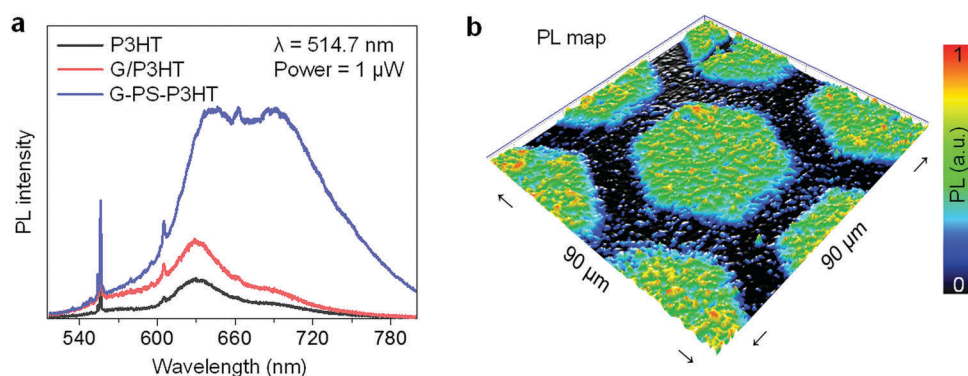 a
P3HT
G/P3HT
G-PS-P3HT
λ = 514.7 nm
Power = 1 µW
PL intensity
540 600 660 720 780
Wavelength (nm)
b
PL map
90 µm
90 µm
1
PL (a.u.)
0